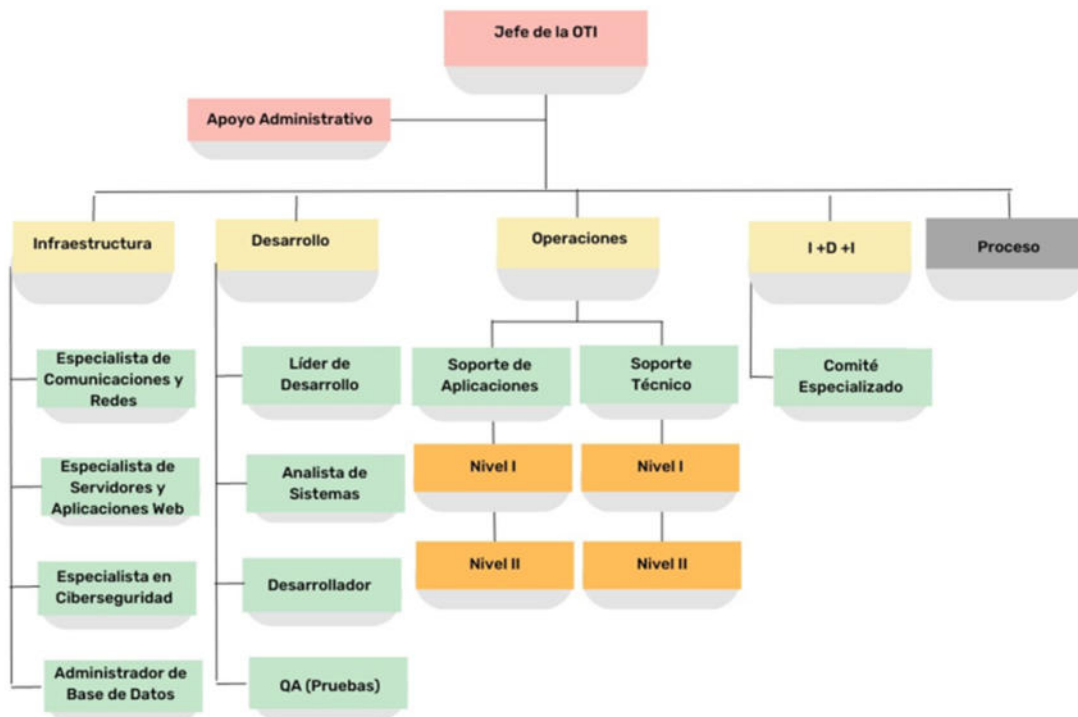 Jefe de la OTI
Apoyo Administrativo
Infraestructura
Desarrollo
Operaciones
I +D +I
Proceso
Especialista de
Comunicaciones y
Redes
Especialista de
Servidores y
Aplicaciones Web
Especialista en
Ciberseguridad
Administrador de
Base de Datos
Líder de
Desarrollo
Analista de
Sistemas
Desarrollador
QA (Pruebas)
Soporte de
Aplicaciones
Nivel I
Nivel II
Soporte
Técnico
Nivel I
Nivel II
Comité
Especializado